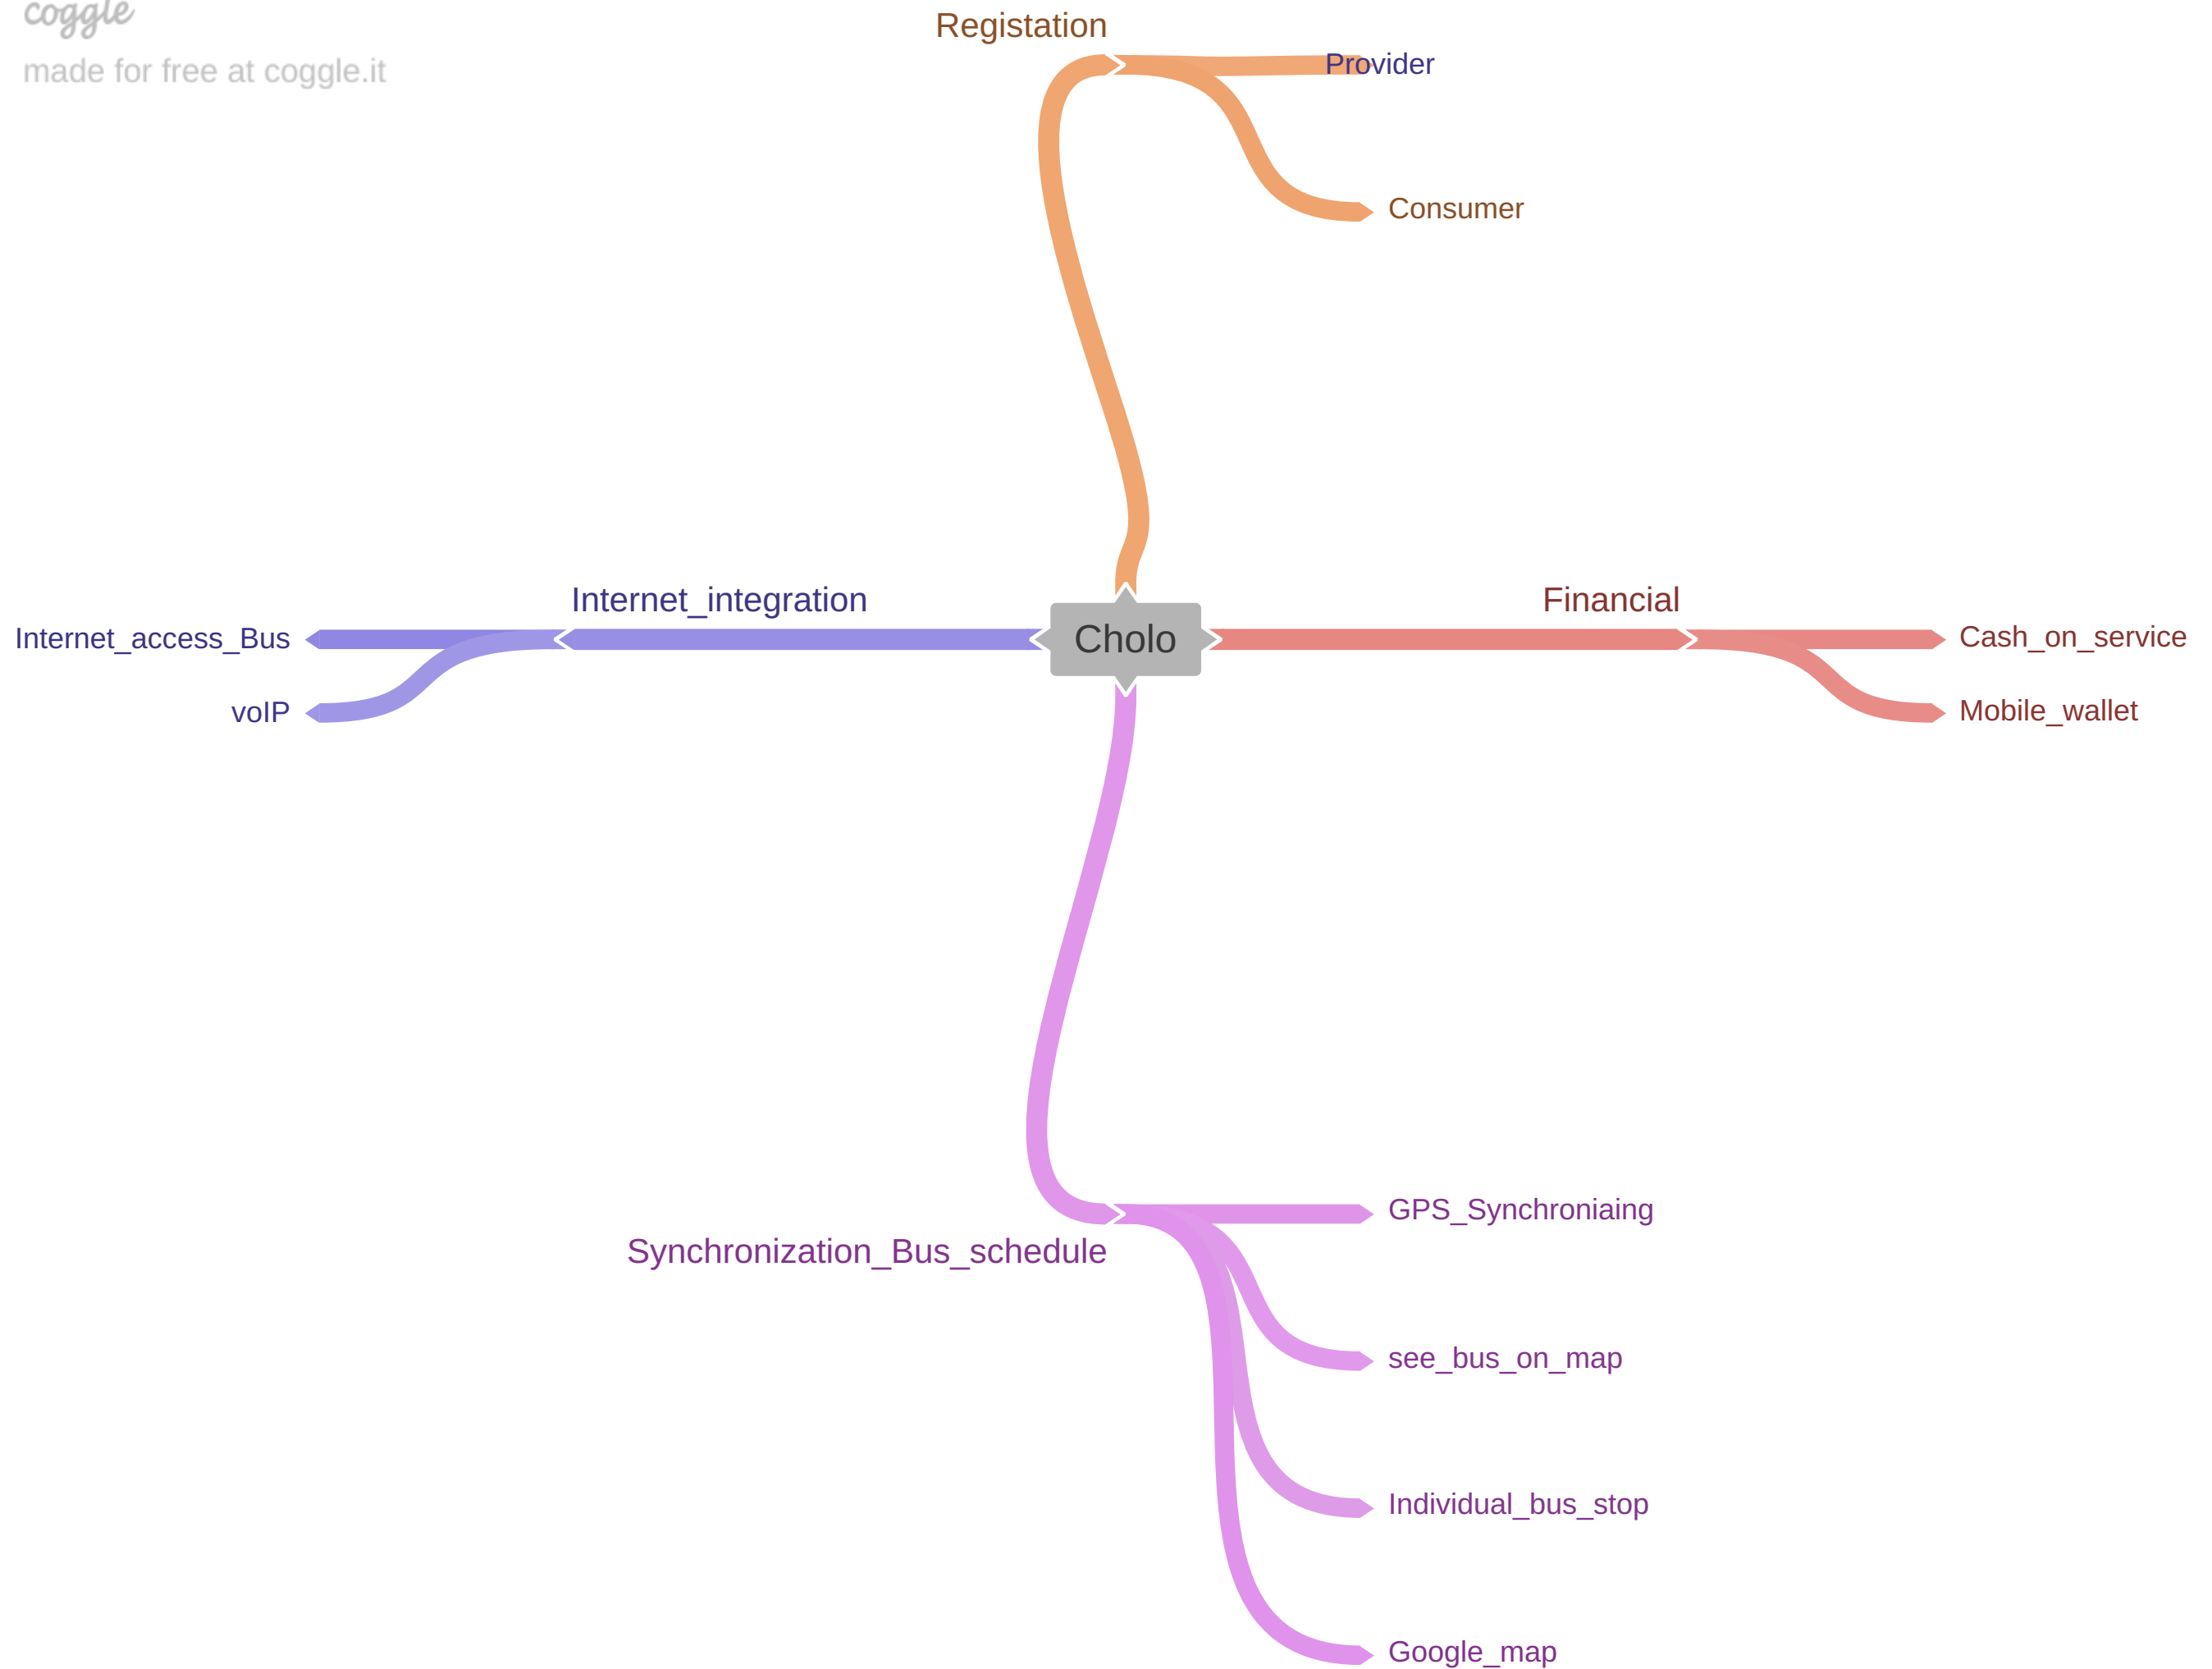 coggle
made for free at coggle.it
Registation
Provider
Consumer
Internet_integration
Internet_access_Bus
voIP
Cholo
Financial
Cash_on_service
Mobile_wallet
Synchronization_Bus_schedule
GPS_Synchroniaing
see_bus_on_map
Individual_bus_stop
Google_map